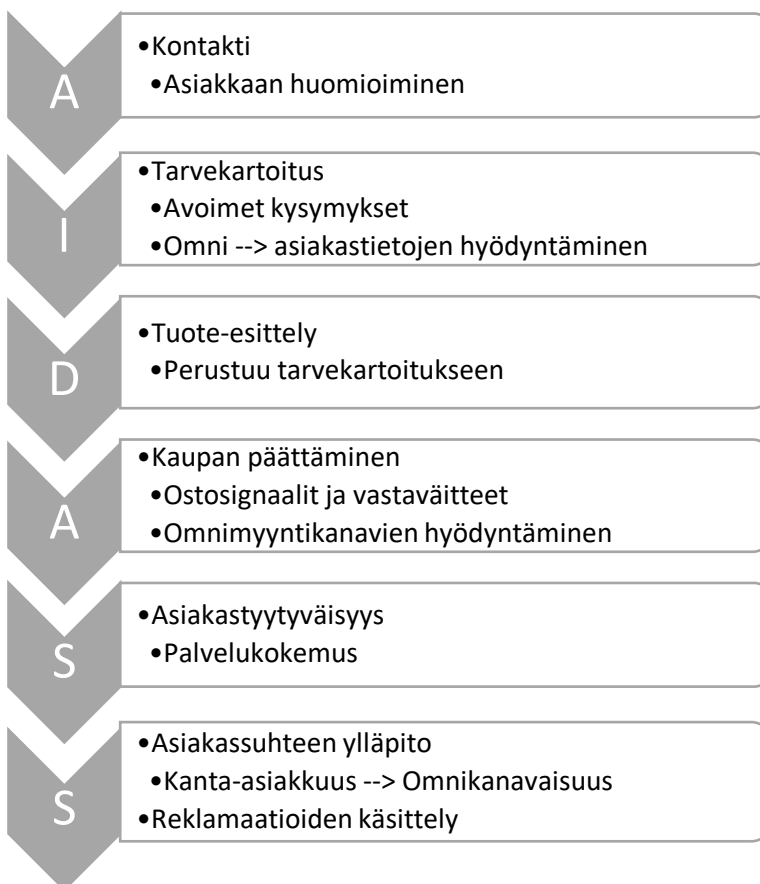 A
•Kontakti
•Asiakkaan huomioiminen
I
•Tarvekartoitus
•Avoimet kysymykset
•Omni --> asiakastietojen hyödyntäminen
D
•Tuote-esittely
•Perustuu tarvekartoitukseen
A
•Kaupan päättäminen
•Ostosignaalit ja vastaväitteet
•Omnimyyntikanavien hyödyntäminen
S
•Asiakastyytyväisyys
•Palvelukokemus
S
•Asiakassuhteen ylläpito
•Kanta-asiakkuus --> Omnikanavaisuus
•Reklamaatioiden käsittely